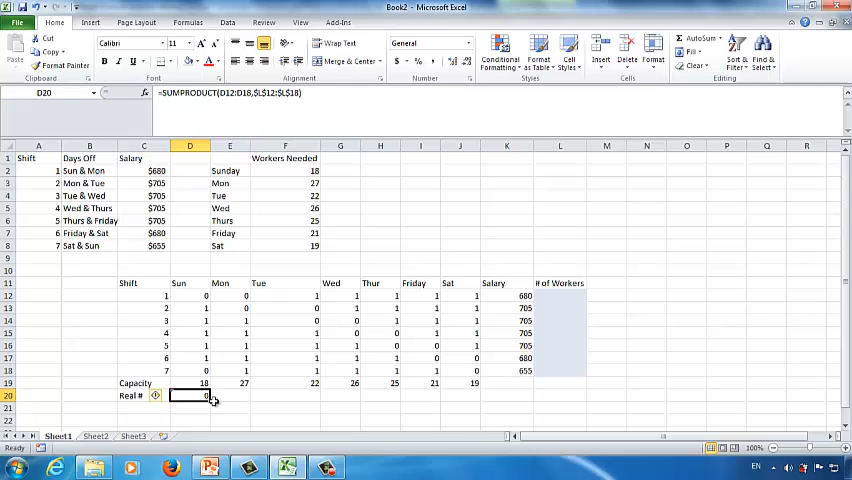 Book2 - Microsoft Excel
File Home Insert Page Layout Formulas Data Review View Add-Ins
Cut
Copy
Format Painter
Paste
Clipboard
Calibri 11
B I U
Font
Wrap Text
Merge & Center
Alignment
General
$ % ,
Number
Conditional Formatting
Format as Table
Cell Styles
Styles
Insert
Delete
Format
Cells
AutoSum
Fill
Clear
Sort & Filter
Find & Select
Editing
D20 fx =SUMPRODUCT(D12:D18,$L$12:$L$18)
A B C D E F G H I J K L M N O P Q R
1 Shift Days Off Salary Workers Needed
2 1 Sun & Mon $680 Sunday 18
3 2 Mon & Tue $705 Mon 27
4 3 Tue & Wed $705 Tue 22
5 4 Wed & Thurs $705 Wed 26
6 5 Thurs & Friday $705 Thurs 25
7 6 Friday & Sat $680 Friday 21
8 7 Sat & Sun $655 Sat 19
9
10
11 Shift Sun Mon Tue Wed Thur Friday Sat Salary # of Workers
12 1 0 0 1 1 1 1 1 680
13 2 1 0 0 1 1 1 1 705
14 3 1 1 0 0 1 1 1 705
15 4 1 1 1 0 0 1 1 705
16 5 1 1 1 1 0 0 1 705
17 6 1 1 1 1 1 0 0 680
18 7 0 1 1 1 1 1 0 655
19 Capacity 18 27 22 26 25 21 19
20 Real # 0
21
22
Sheet1 Sheet2 Sheet3
Ready 100%
EN